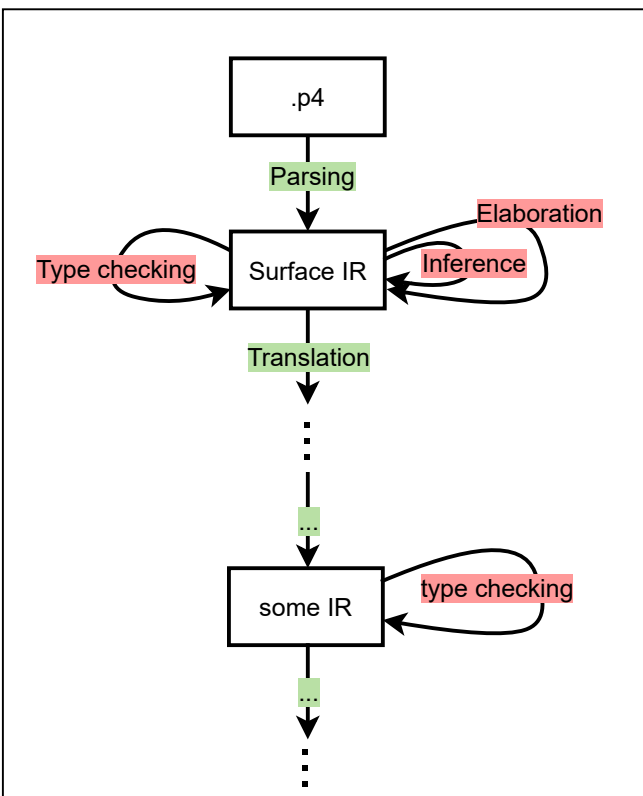 .p4
Parsing
Elaboration
Type checking
Surface IR
Inference
Translation
...
some IR
type checking
...